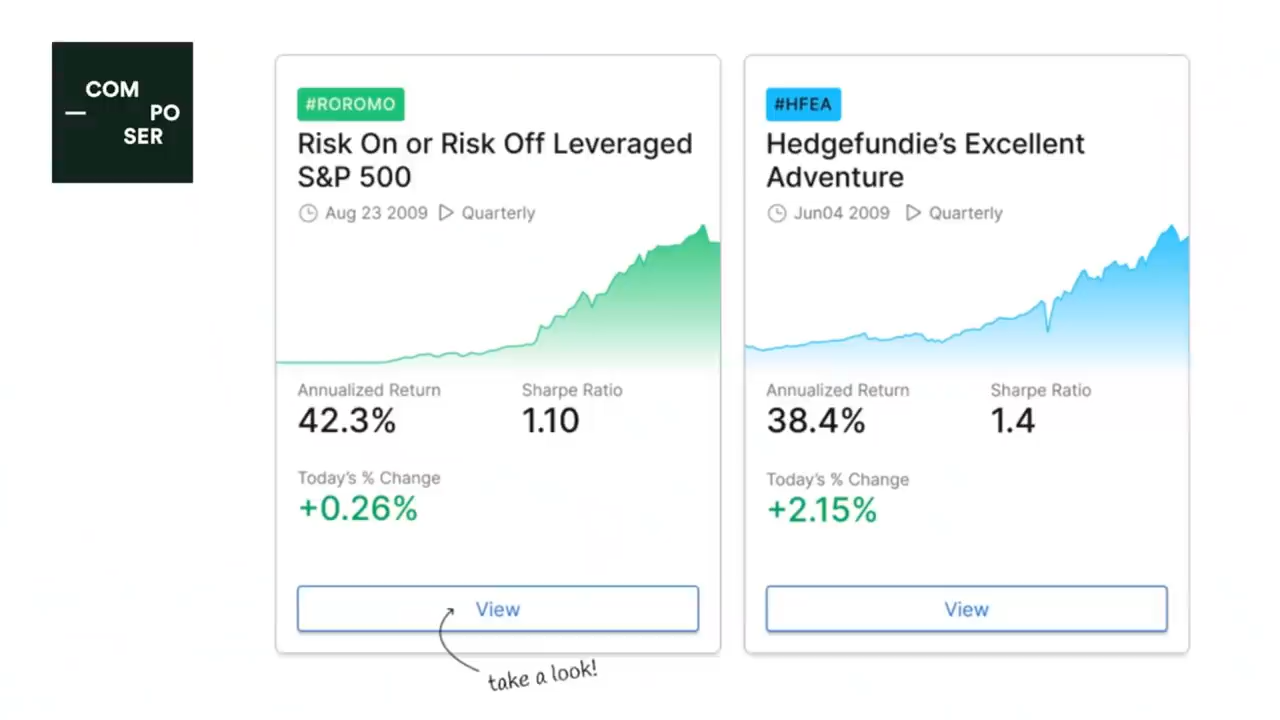 COM
— PO
SER
#ROROMO
Risk On or Risk Off Leveraged
S&P 500
Aug 23 2009 Quarterly
Annualized Return Sharpe Ratio
42.3% 1.10
Today's % Change
+0.26%
View
take a look!
#HFEA
Hedgefundie's Excellent
Adventure
Jun04 2009 Quarterly
Annualized Return Sharpe Ratio
38.4% 1.4
Today's % Change
+2.15%
View